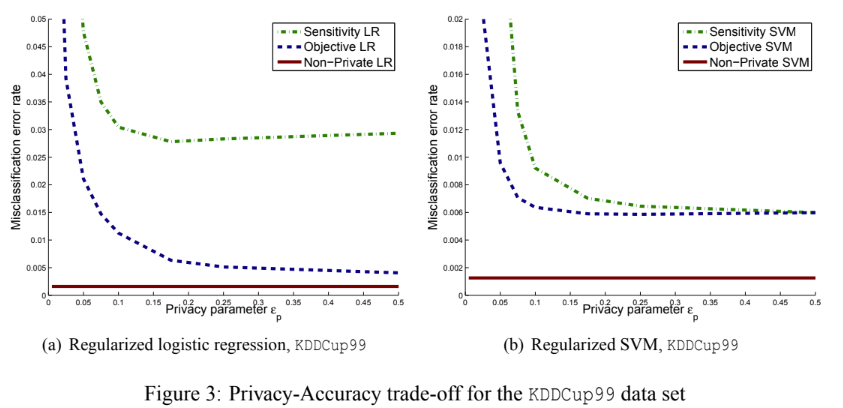 0.05
0.045
0.04
0.035
0.03
0.025
0.02
0.015
0.01
0.005
0
Misclassification error rate
Sensitivity LR
Objective LR
Non−Private LR
0.05 0.1 0.15 0.2 0.25 0.3 0.35 0.4 0.45 0.5
Privacy parameter εp
(a) Regularized logistic regression, KDDCup99
0.02
0.018
0.016
0.014
0.012
0.01
0.008
0.006
0.004
0.002
0
Misclassification error rate
Sensitivity SVM
Objective SVM
Non−Private SVM
0 0.05 0.1 0.15 0.2 0.25 0.3 0.35 0.4 0.45 0.5
Privacy parameter εp
(b) Regularized SVM, KDDCup99
Figure 3: Privacy-Accuracy trade-off for the KDDCup99 data set